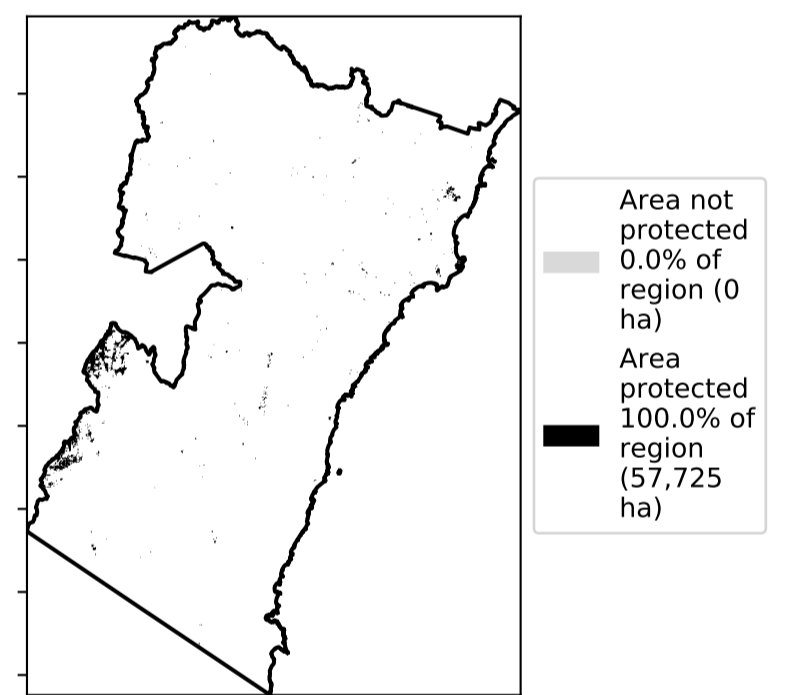 Area not
protected
0.0% of
region (0
ha)
Area
protected
100.0% of
region
(57,725
ha)